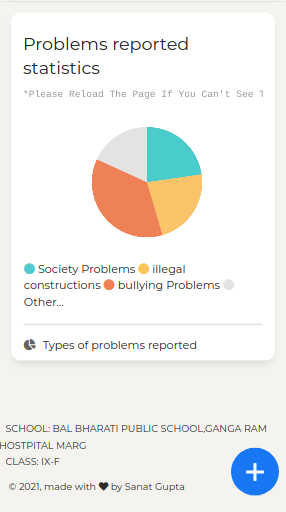 Problems reported
statistics
*Please Reload The Page If You Can't See T
Society Problems illegal
constructions bullying Problems
Other...
Types of problems reported
SCHOOL: BAL BHARATI PUBLIC SCHOOL,GANGA RAM
HOSTPITAL MARG
CLASS: IX-F
© 2021, made with ♥ by Sanat Gupta